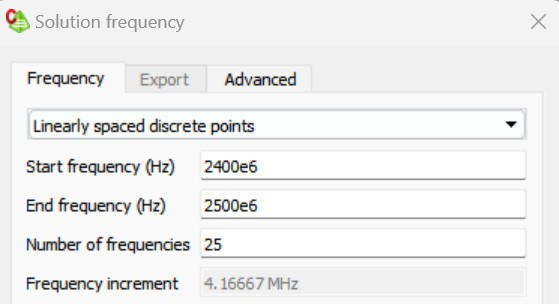 Solution frequency
Frequency Export Advanced
Linearly spaced discrete points
Start frequency (Hz) 2400e6
End frequency (Hz) 2500e6
Number of frequencies 25
Frequency increment 4.16667 MHz